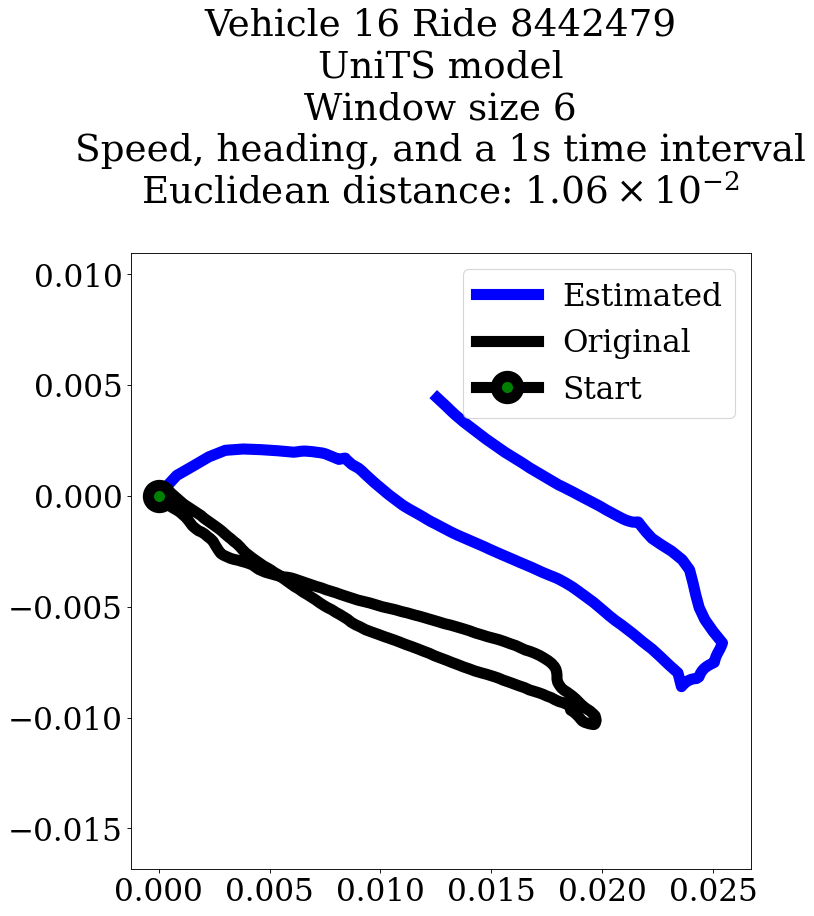 Vehicle 16 Ride 8442479
UniTS model
Window size 6
Speed, heading, and a 1s time interval
Euclidean distance: 1.06 × 10⁻²
Estimated
Original
Start
0.010
0.005
0.000
−0.005
−0.010
−0.015
0.000 0.005 0.010 0.015 0.020 0.025